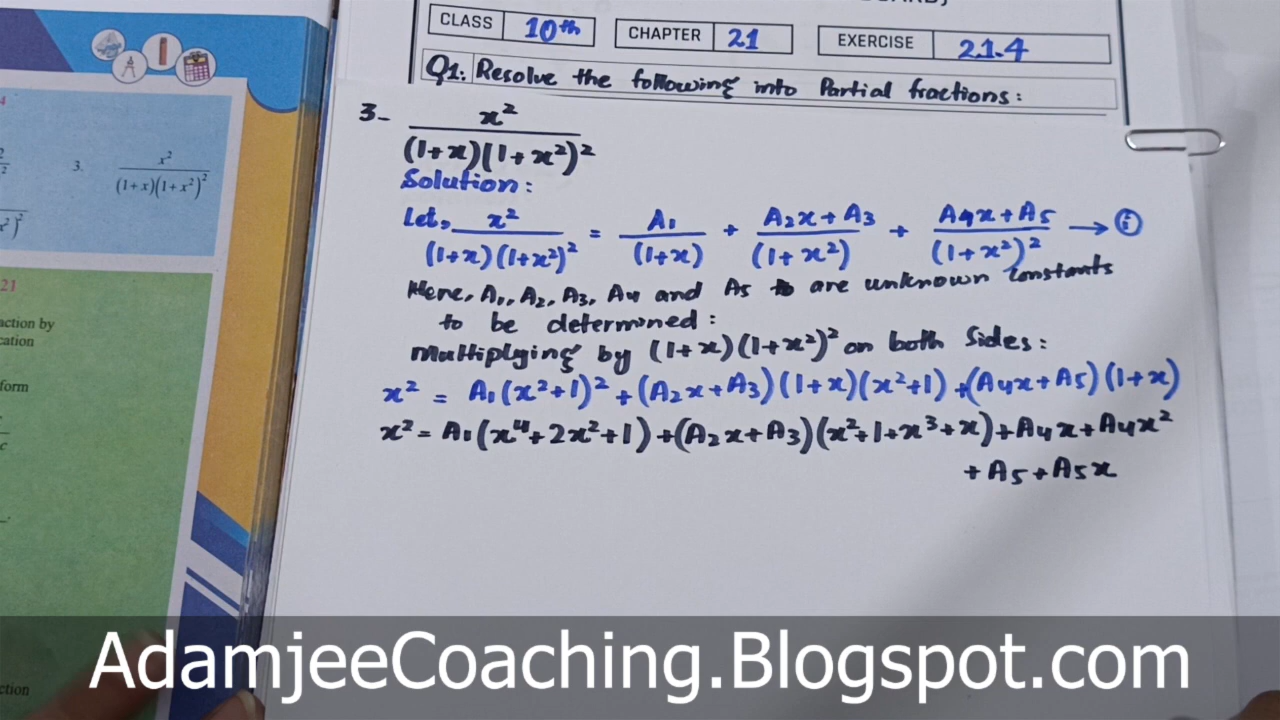 BOARD)
CLASS 10th CHAPTER 21 EXERCISE 21.4
Q1. Resolve the following into Partial fractions:
3- x²/((1+x)(1+x²)²)
Solution:
Let, x²/((1+x)(1+x²)²) = A₁/(1+x) + (A₂x+A₃)/(1+x²) + (A₄x+A₅)/(1+x²)² → (i)
Here, A₁, A₂, A₃, A₄ and A₅ are unknown constants
to be determined:
Multiplying by (1+x)(1+x²)² on both sides:
x² = A₁(x²+1)² + (A₂x+A₃)(1+x)(x²+1) + (A₄x+A₅)(1+x)
x² = A₁(x⁴+2x²+1) + (A₂x+A₃)(x²+1+x³+x) + A₄x + A₄x²
+ A₅ + A₅x
4
3. x²/((1+x)(1+x²)²)
21
action by
cation
form
c
ction
AdamjeeCoaching.Blogspot.com